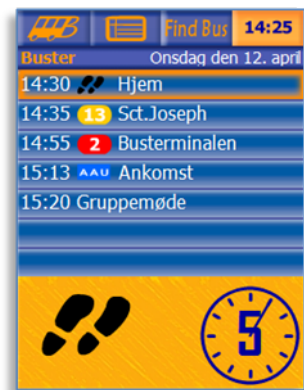 Find Bus 14:25
Buster Onsdag den 12. april
14:30 Hjem
14:35 13 Sct.Joseph
14:55 2 Busterminalen
15:13 AAU Ankomst
15:20 Gruppemøde
5